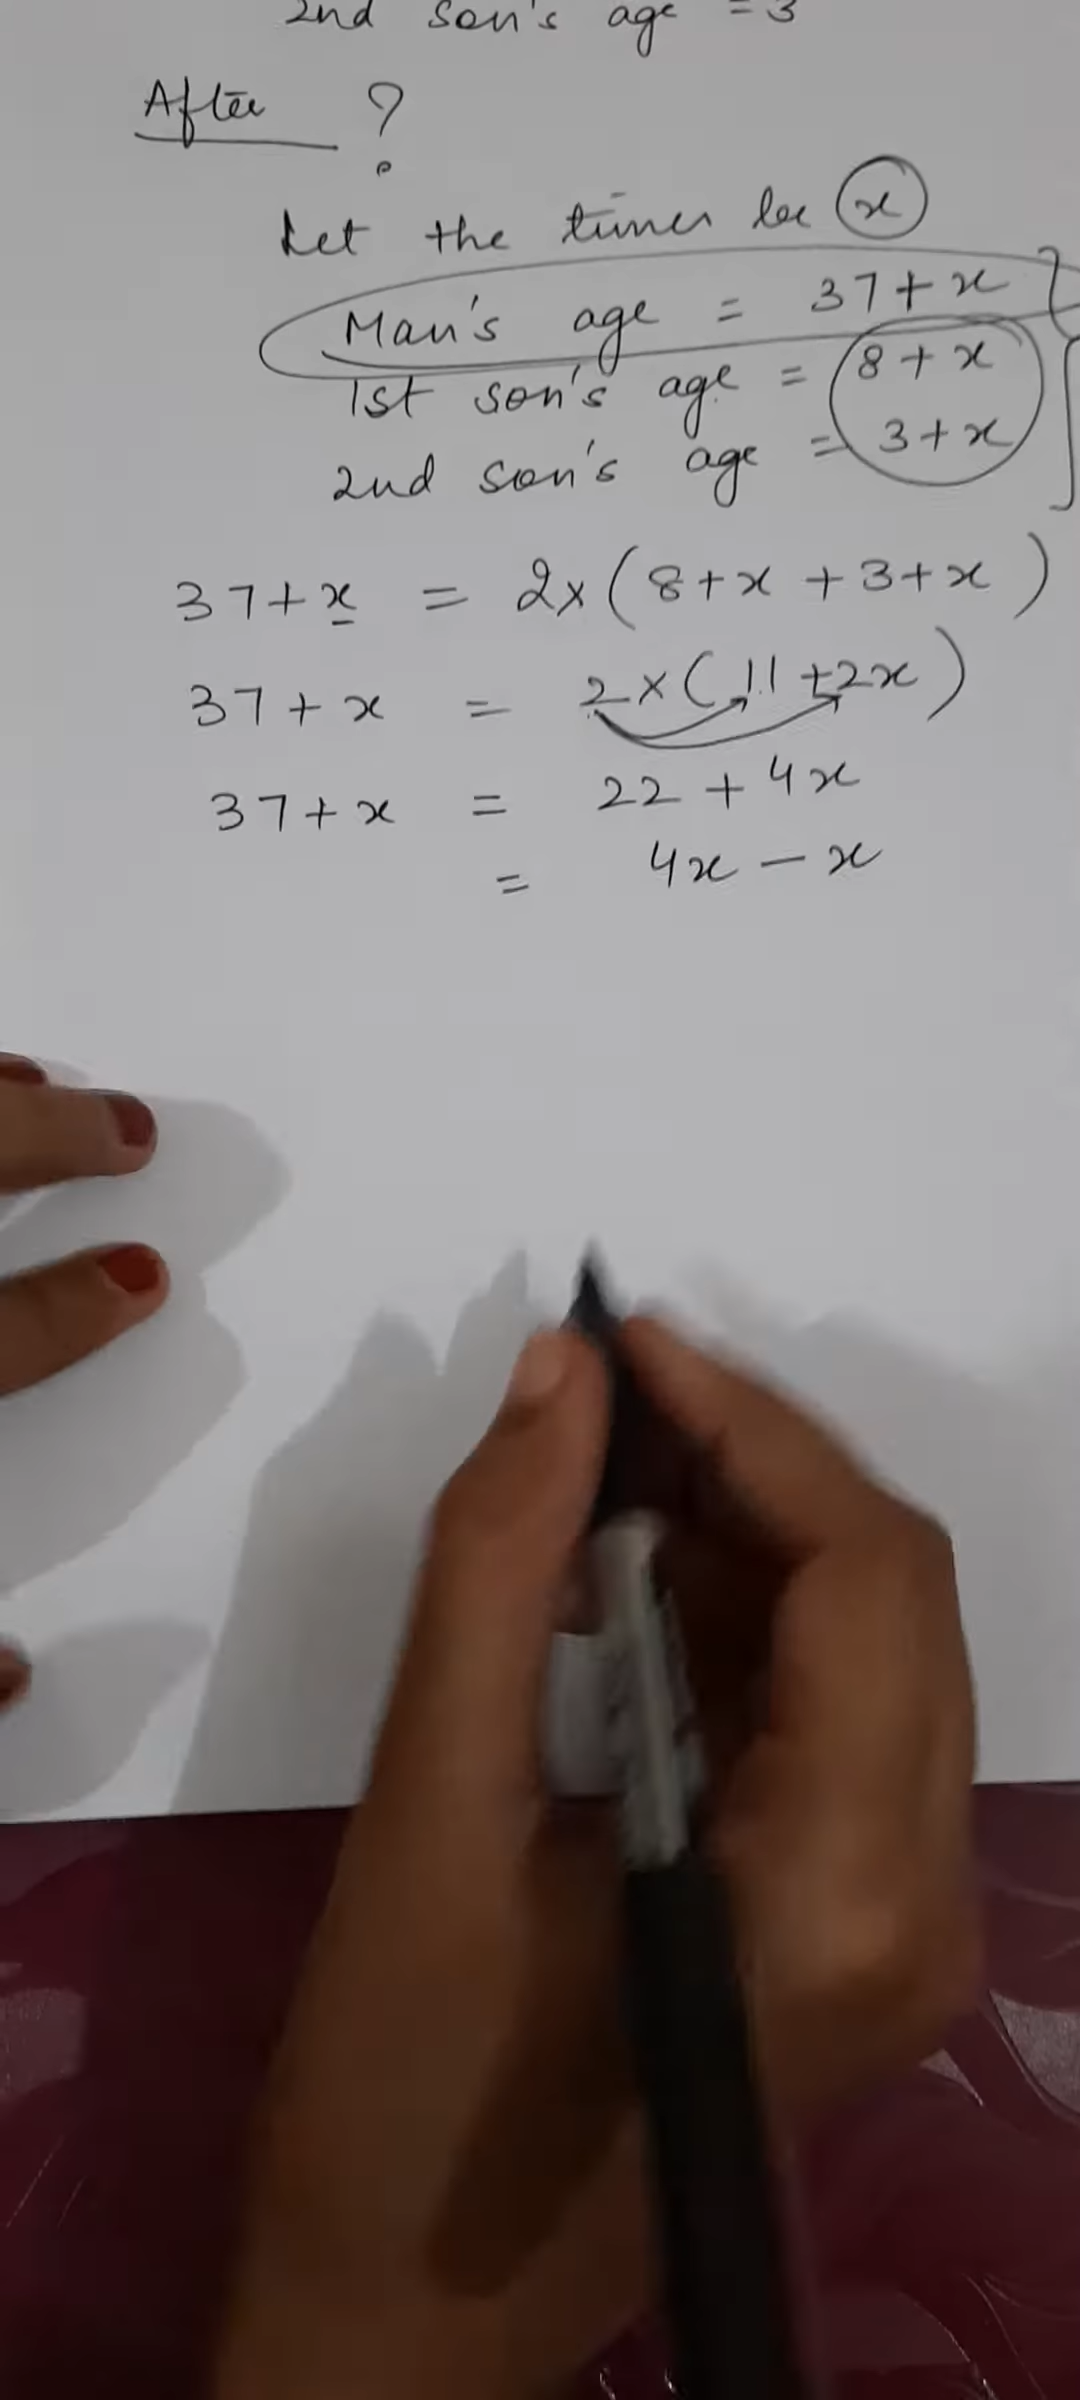 2nd son's age = 3
After ?
Let the times be x
Man's age = 37+x
1st son's age = 8+x
2nd son's age = 3+x
37+x = 2×(8+x+3+x)
37+x = 2×(11+2x)
37+x = 22+4x
= 4x-x